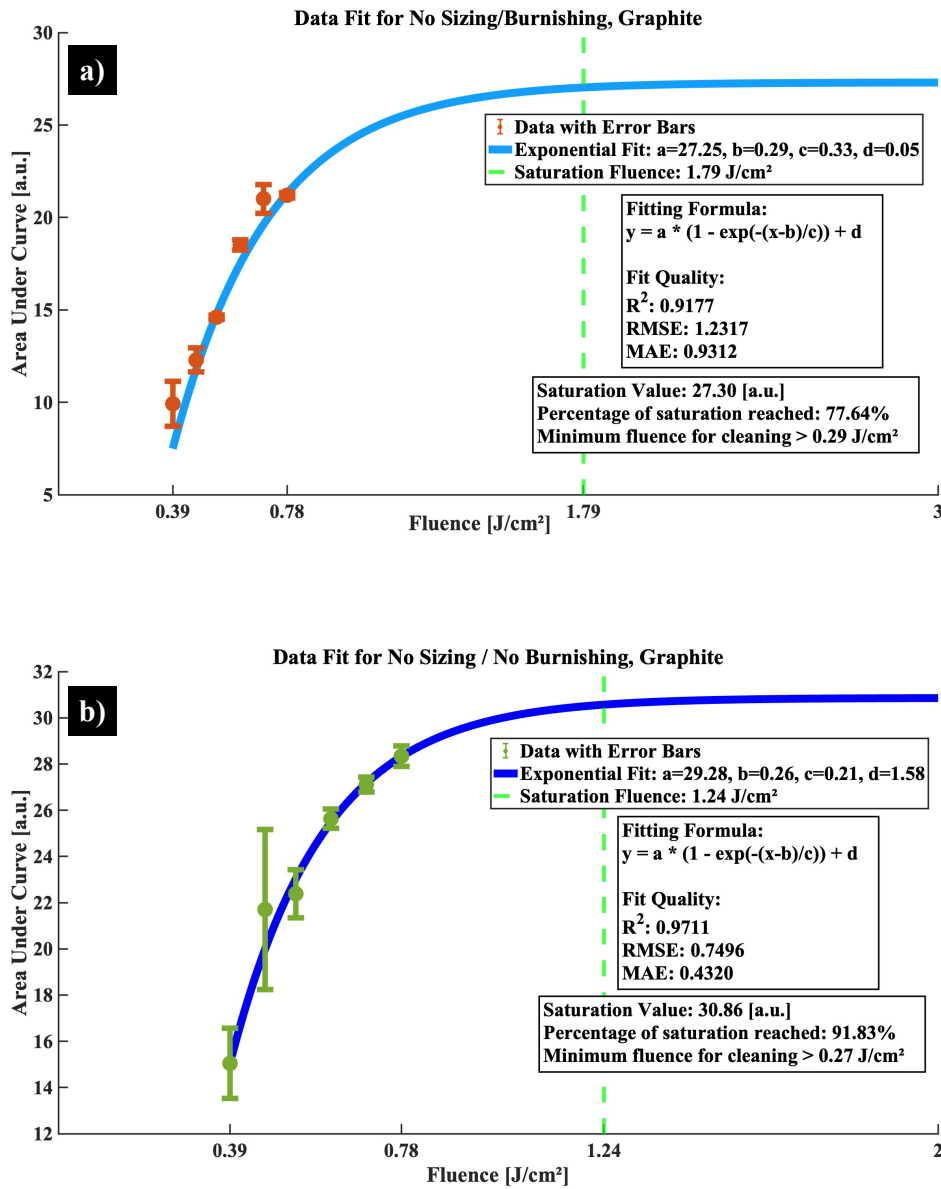 Data Fit for No Sizing/Burnishing, Graphite
a)
30
25
20
15
10
5
Area Under Curve [a.u.]
Data with Error Bars
Exponential Fit: a=27.25, b=0.29, c=0.33, d=0.05
Saturation Fluence: 1.79 J/cm²
Fitting Formula:
y = a * (1 - exp(-(x-b)/c)) + d
Fit Quality:
R²: 0.9177
RMSE: 1.2317
MAE: 0.9312
Saturation Value: 27.30 [a.u.]
Percentage of saturation reached: 77.64%
Minimum fluence for cleaning > 0.29 J/cm²
0.39 0.78 1.79 3
Fluence [J/cm²]
Data Fit for No Sizing / No Burnishing, Graphite
b)
32
30
28
26
24
22
20
18
16
14
12
Area Under Curve [a.u.]
Data with Error Bars
Exponential Fit: a=29.28, b=0.26, c=0.21, d=1.58
Saturation Fluence: 1.24 J/cm²
Fitting Formula:
y = a * (1 - exp(-(x-b)/c)) + d
Fit Quality:
R²: 0.9711
RMSE: 0.7496
MAE: 0.4320
Saturation Value: 30.86 [a.u.]
Percentage of saturation reached: 91.83%
Minimum fluence for cleaning > 0.27 J/cm²
0.39 0.78 1.24 2
Fluence [J/cm²]